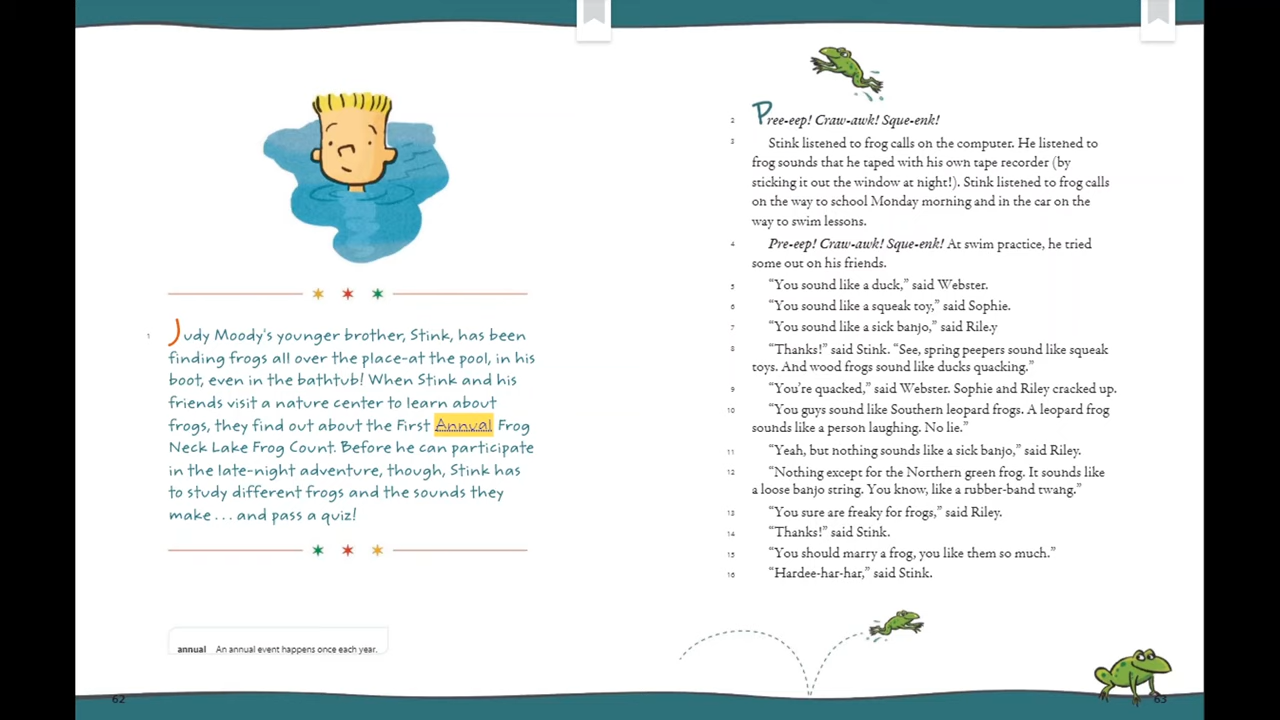 1 Judy Moody's younger brother, Stink, has been
finding frogs all over the place-at the pool, in his
boot, even in the bathtub! When Stink and his
friends visit a nature center to learn about
frogs, they find out about the First Annual Frog
Neck Lake Frog Count. Before he can participate
in the late-night adventure, though, Stink has
to study different frogs and the sounds they
make ... and pass a quiz!
annual An annual event happens once each year.
62
2 Pree-eep! Craw-awk! Sque-enk!
3 Stink listened to frog calls on the computer. He listened to
frog sounds that he taped with his own tape recorder (by
sticking it out the window at night!). Stink listened to frog calls
on the way to school Monday morning and in the car on the
way to swim lessons.
4 Pre-eep! Craw-awk! Sque-enk! At swim practice, he tried
some out on his friends.
5 “You sound like a duck,” said Webster.
6 “You sound like a squeak toy,” said Sophie.
7 “You sound like a sick banjo,” said Rile.y
8 “Thanks!” said Stink. “See, spring peepers sound like squeak
toys. And wood frogs sound like ducks quacking.”
9 “You’re quacked,” said Webster. Sophie and Riley cracked up.
10 “You guys sound like Southern leopard frogs. A leopard frog
sounds like a person laughing. No lie.”
11 “Yeah, but nothing sounds like a sick banjo,” said Riley.
12 “Nothing except for the Northern green frog. It sounds like
a loose banjo string. You know, like a rubber-band twang.”
13 “You sure are freaky for frogs,” said Riley.
14 “Thanks!” said Stink.
15 “You should marry a frog, you like them so much.”
16 “Hardee-har-har,” said Stink.
63